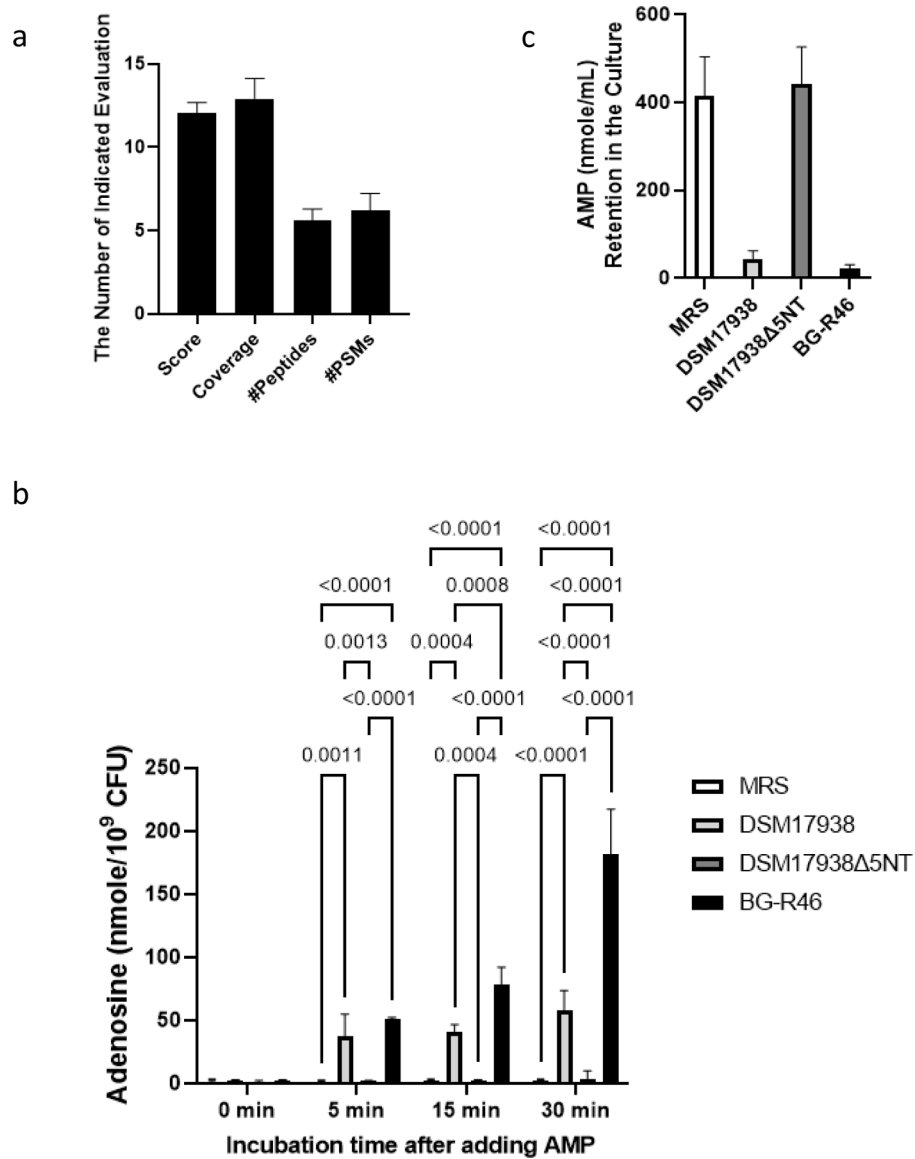 a
The Number of Indicated Evaluation
15
10
5
0
Score
Coverage
#Peptides
#PSMs
c
AMP (nmole/mL)
Retention in the Culture
600
400
200
0
MRS
DSM17938
DSM17938Δ5NT
BG-R46
b
<0.0001 <0.0001
<0.0001 0.0008 <0.0001
0.0013 0.0004 <0.0001
<0.0001 <0.0001 <0.0001
0.0011 0.0004 <0.0001
Adenosine (nmole/10⁹ CFU)
250
200
150
100
50
0
0 min 5 min 15 min 30 min
Incubation time after adding AMP
MRS
DSM17938
DSM17938Δ5NT
BG-R46